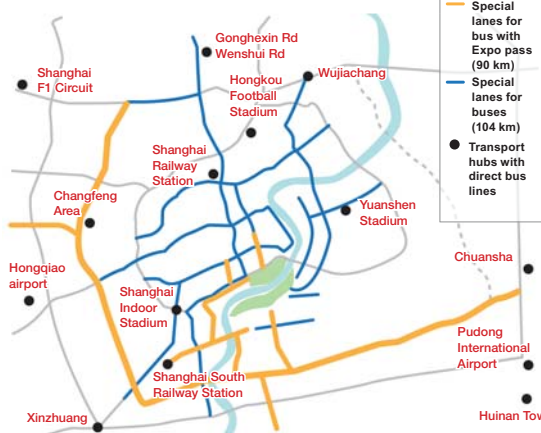 Special
lanes for
bus with
Expo pass
(90 km)
Special
lanes for
buses
(104 km)
Transport
hubs with
direct bus
lines
Gonghexin Rd
Wenshui Rd
Shanghai
F1 Circuit
Hongkou
Football
Stadium
Wujiachang
Shanghai
Railway
Station
Changfeng
Area
Yuanshen
Stadium
Hongqiao
airport
Shanghai
Indoor
Stadium
Chuansha
Pudong
International
Airport
Shanghai South
Railway Station
Xinzhuang
Huinan